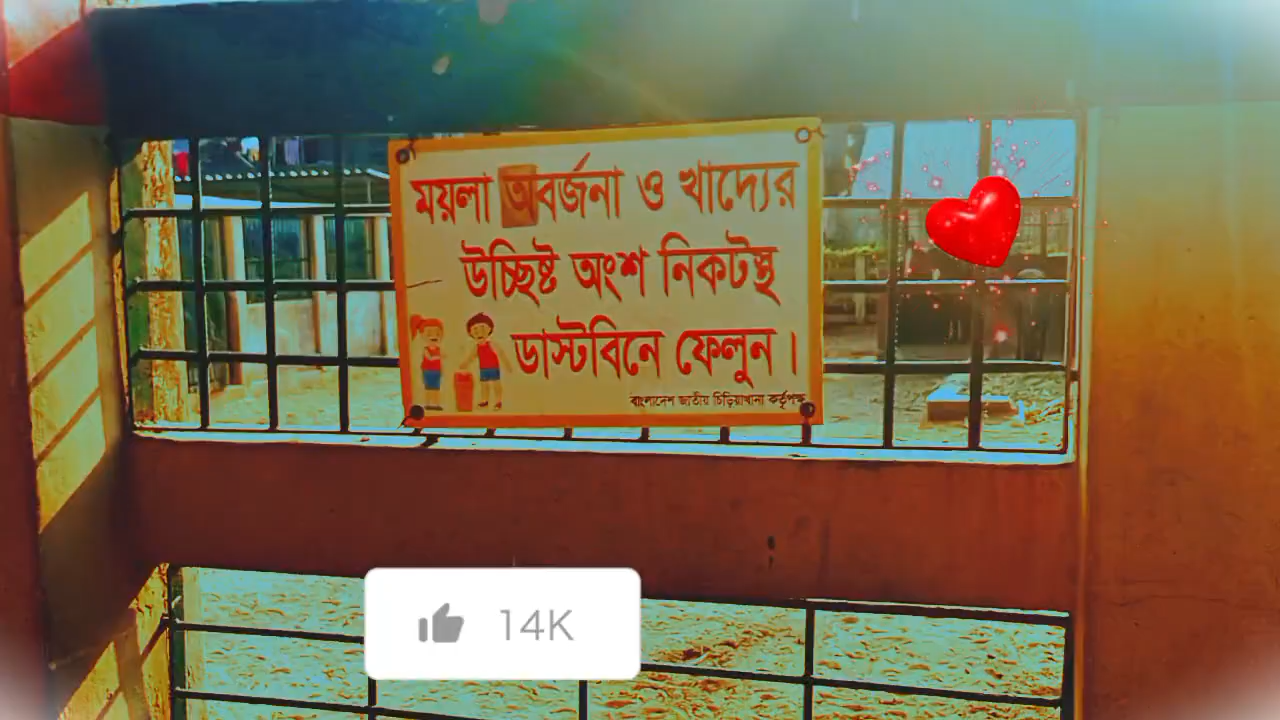 ময়লা আবর্জনা ও খাদ্যের
উচ্ছিষ্ট অংশ নিকটস্থ
ডাস্টবিনে ফেলুন।
বাংলাদেশ জাতীয় চিড়িয়াখানা কর্তৃপক্ষ
14K